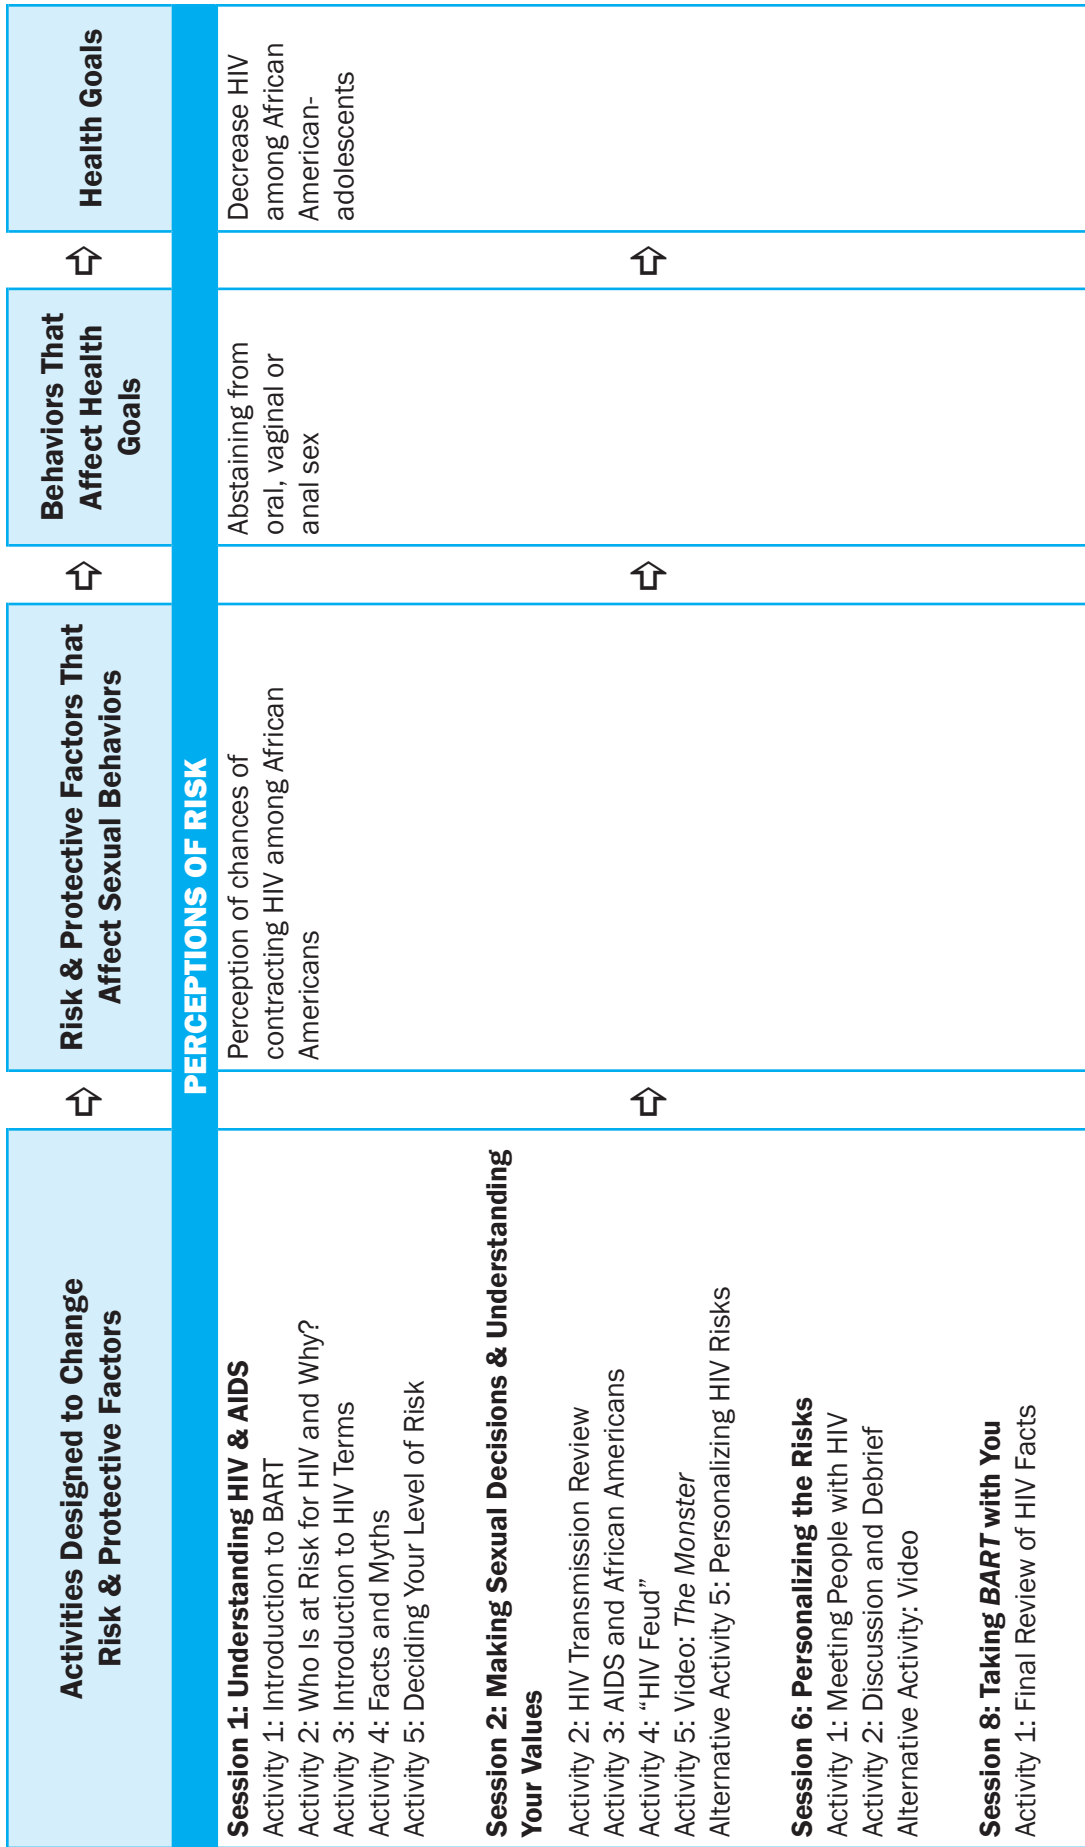 Activities Designed to Change
Risk & Protective Factors
Risk & Protective Factors That
Affect Sexual Behaviors
Behaviors That
Affect Health
Goals
Health Goals
PERCEPTIONS OF RISK
Session 1: Understanding HIV & AIDS
Activity 1: Introduction to BART
Activity 2: Who Is at Risk for HIV and Why?
Activity 3: Introduction to HIV Terms
Activity 4: Facts and Myths
Activity 5: Deciding Your Level of Risk
Session 2: Making Sexual Decisions & Understanding
Your Values
Activity 2: HIV Transmission Review
Activity 3: AIDS and African Americans
Activity 4: “HIV Feud”
Activity 5: Video: The Monster
Alternative Activity 5: Personalizing HIV Risks
Session 6: Personalizing the Risks
Activity 1: Meeting People with HIV
Activity 2: Discussion and Debrief
Alternative Activity: Video
Session 8: Taking BART with You
Activity 1: Final Review of HIV Facts
Perception of chances of
contracting HIV among African
Americans
Abstaining from
oral, vaginal or
anal sex
Decrease HIV
among African
American-
adolescents